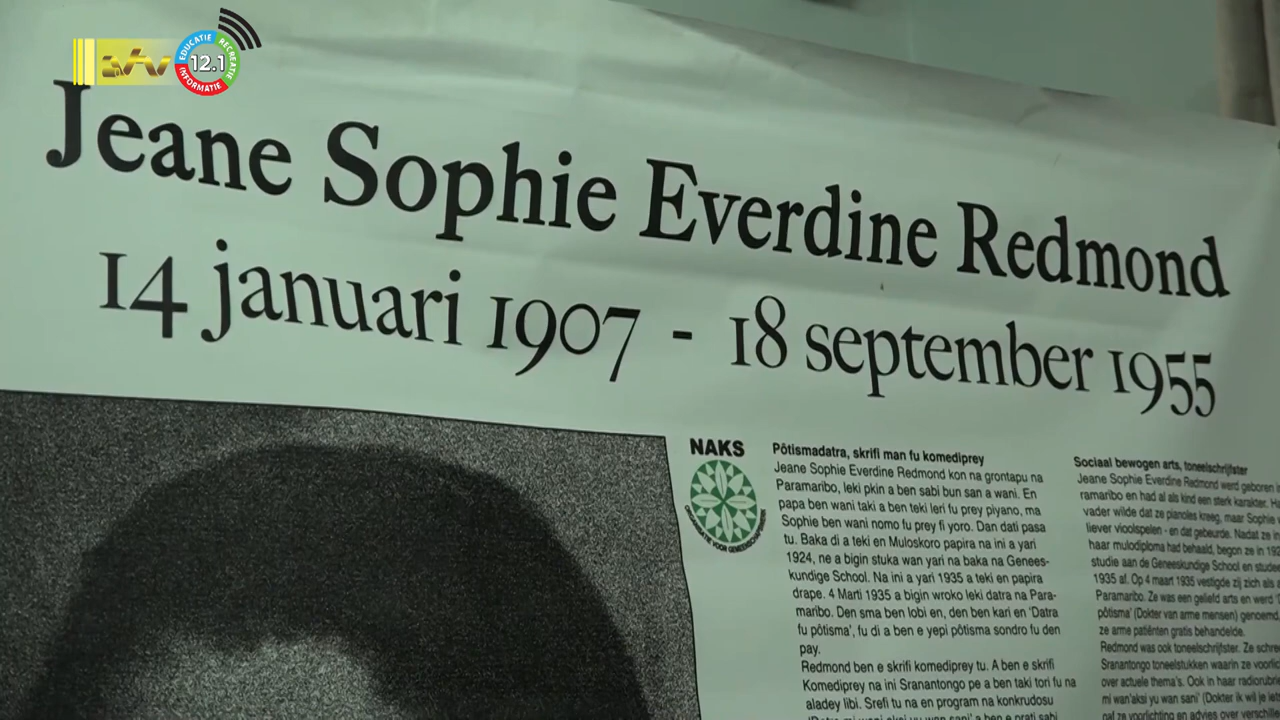 EDUCATIE
RECREATIE
INFORMATIE
12.1
Jeane Sophie Everdine Redmond
14 januari 1907 - 18 september 1955
NAKS
Pôtismadatra, skrifi man fu komediprey
Jeane Sophie Everdine Redmond kon na grontapu na
Paramaribo, leki pkin a ben sabi bun san a wani. En
papa ben wani taki a ben teki leri fu prey piyano, ma
Sophie ben wani nomo fu prey fi yoro. Dan dati pasa
tu. Baka di a teki en Muloskoro papira na ini a yari
1924, ne a bigin stuka wan yari na baka na Genees-
kundige School. Na ini a yari 1935 a teki en papira
drape. 4 Marti 1935 a bigin wroko leki datra na Para-
maribo. Den sma ben lobi en, den ben kari en 'Datra
fu pôtisma', fu di a ben e yepi pôtisma sondro fu den
pay.
Redmond ben e skrifi komediprey tu. A ben e skrifi
Komediprey na ini Sranantongo pe a ben taki tori fu na
aladey libi. Srefi tu na en program na konkrudosu
Sociaal bewogen arts, toneelschrijfster
Jeane Sophie Everdine Redmond werd geboren
ramaribo en had al als kind een sterk karakter.
vader wilde dat ze pianoles kreeg, maar Sophie
liever vioolspelen - en dat gebeurde. Nadat ze
haar mulodiploma had behaald, begon ze in
studie aan de Geneeskundige School en
1935 af. Op 4 maart 1935 vestigde zij zich als
Paramaribo. Ze was een geliefd arts en werd
pôtisma' (Dokter van arme mensen) genoemd,
ze arme patiënten gratis behandelde.
Redmond was ook toneelschrijfster. Ze
Sranantongo toneelstukken waarin ze
over actuele thema's. Ook in haar
mi wan'aksi yu wan sani' (Dokter ik wil je